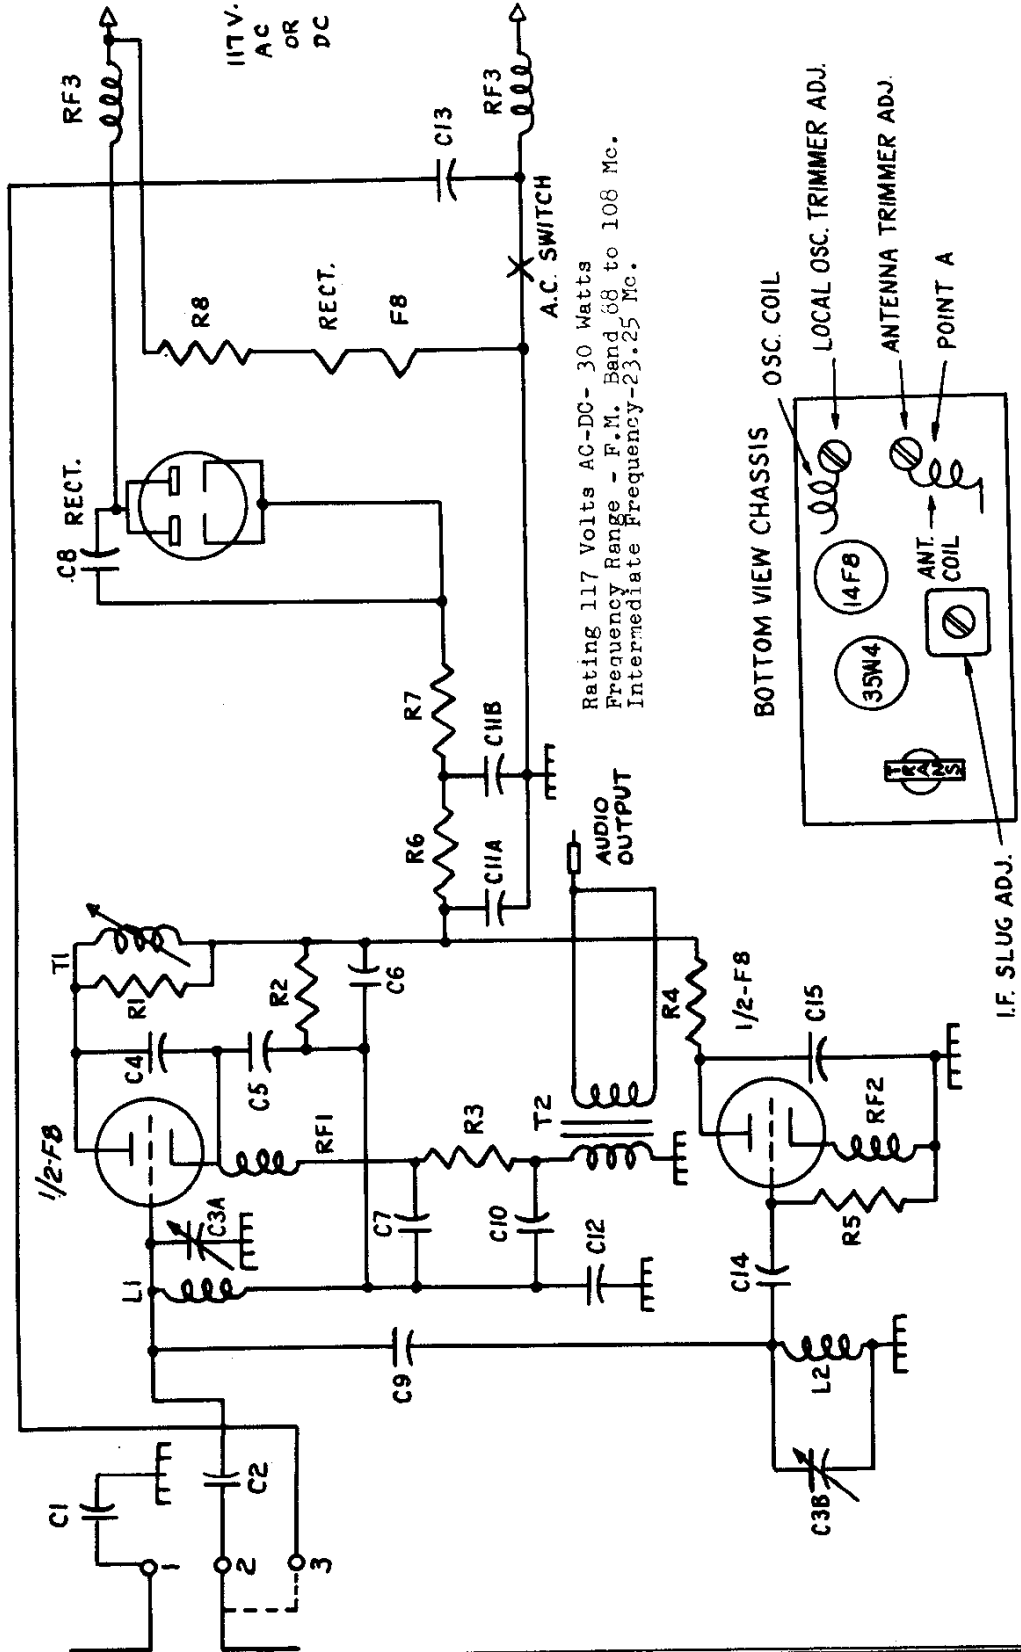 C1
1
2
3
C2
L1
C3A
1/2-F8
C4
C5
T1
R1
R2
C6
RF1
C9
C7
R3
C10
C12
T2
AUDIO
OUTPUT
C3B
L2
C14
R5
RF2
C15
1/2-F8
R4
R6
C11A
R7
C11B
C8
RECT.
R8
RECT.
F8
A.C. SWITCH
C13
RF3
RF3
117 V.
AC
OR
DC
Rating 117 Volts AC-DC- 30 Watts
Frequency Range - F.M. Band 88 to 108 Mc.
Intermediate Frequency-23.25 Mc.
BOTTOM VIEW CHASSIS
TRANS
35W4
14F8
ANT.
COIL
OSC. COIL
LOCAL OSC. TRIMMER ADJ.
ANTENNA TRIMMER ADJ.
POINT A
I.F. SLUG ADJ.